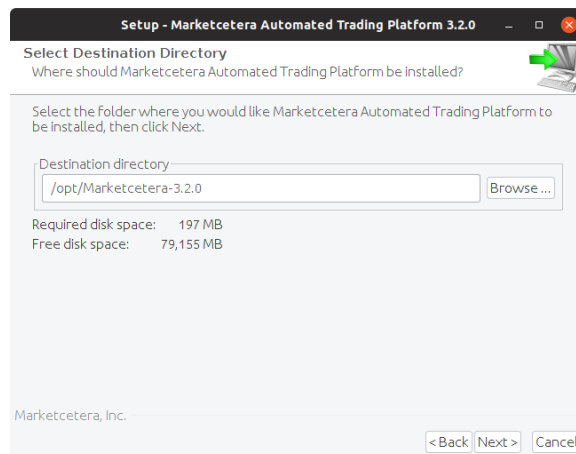 Setup - Marketcetera Automated Trading Platform 3.2.0
Select Destination Directory
Where should Marketcetera Automated Trading Platform be installed?
Select the folder where you would like Marketcetera Automated Trading Platform to
be installed, then click Next.
Destination directory
/opt/Marketcetera-3.2.0
Browse ...
Required disk space: 197 MB
Free disk space: 79,155 MB
Marketcetera, Inc.
< Back Next > Cancel